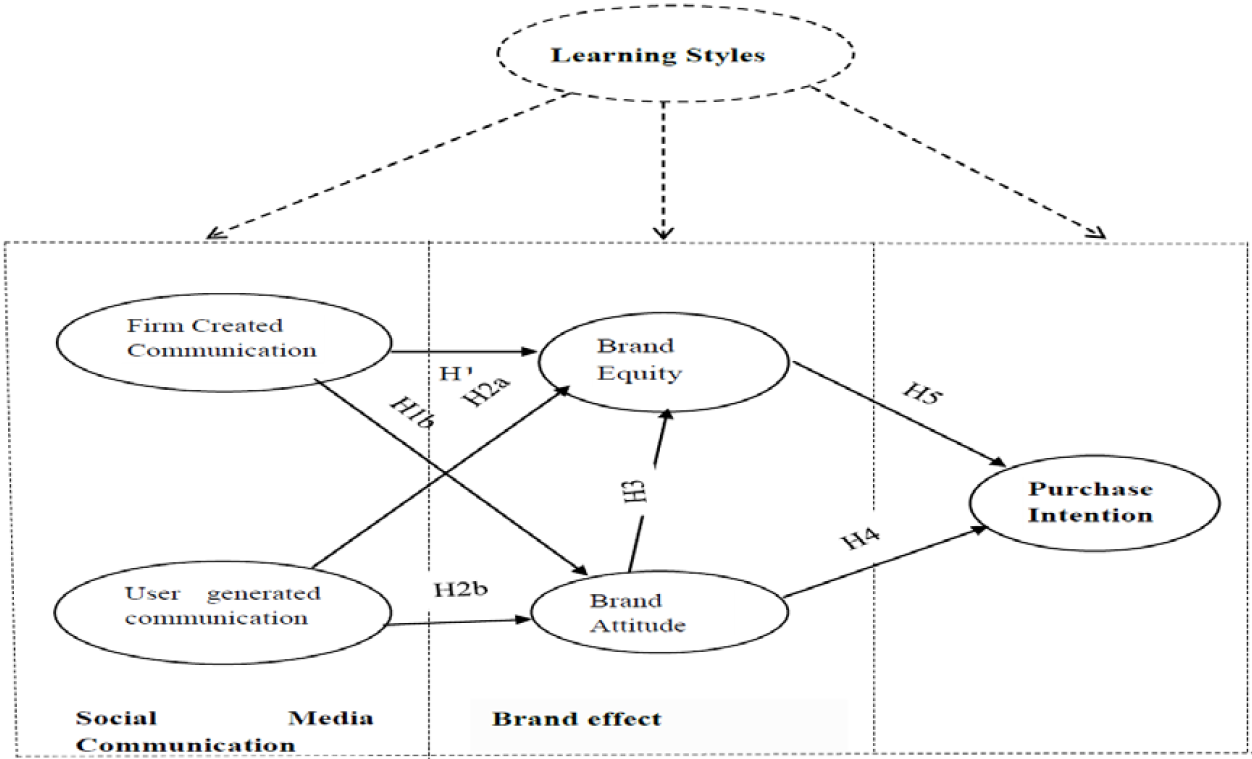 Learning Styles
Firm Created
Communication
Brand
Equity
H'
H2a
H1b
H5
H3
Purchase
Intention
H4
User generated
communication
H2b
Brand
Attitude
Social Media
Communication
Brand effect